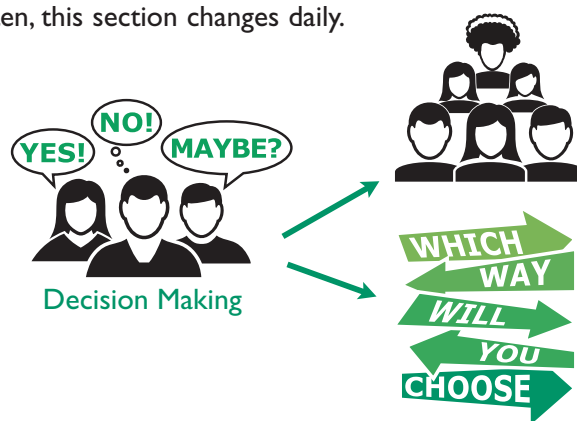 en, this section changes daily.
NO!
YES!
MAYBE?
Decision Making
WHICH
WAY
WILL
YOU
CHOOSE